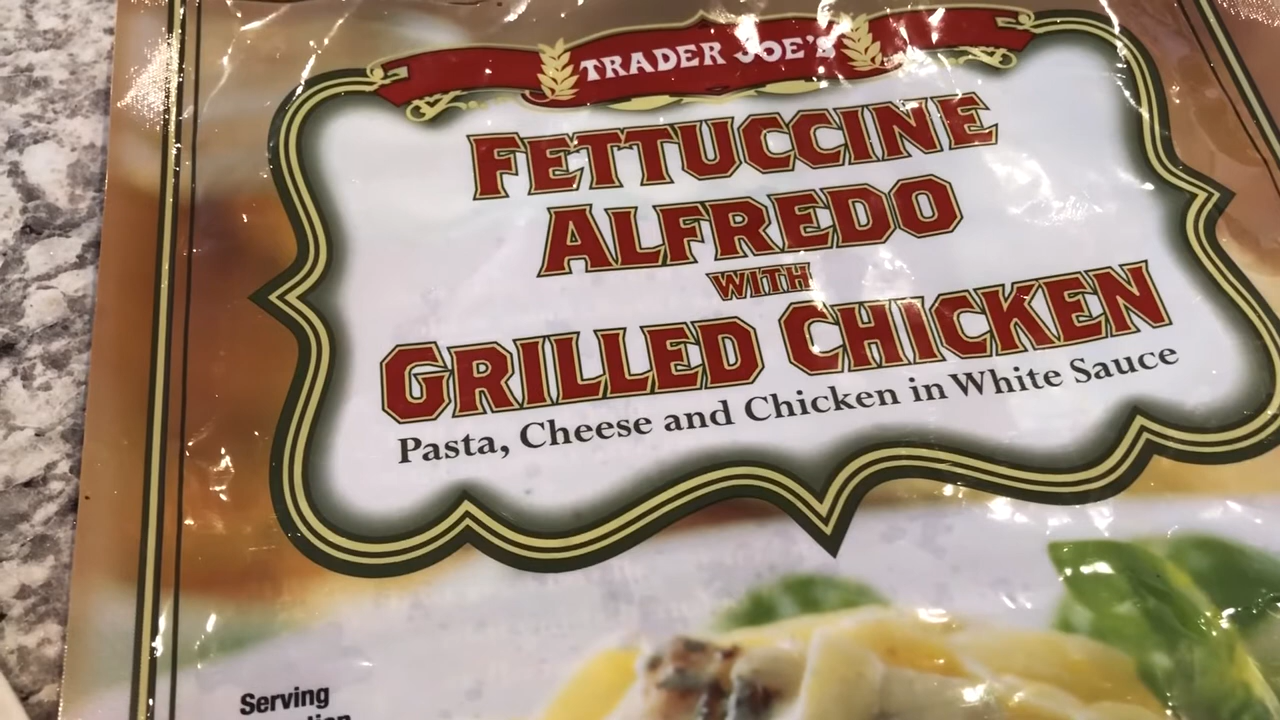 TRADER JOE'S
FETTUCCINE
ALFREDO
WITH
GRILLED CHICKEN
Pasta, Cheese and Chicken in White Sauce
Serving